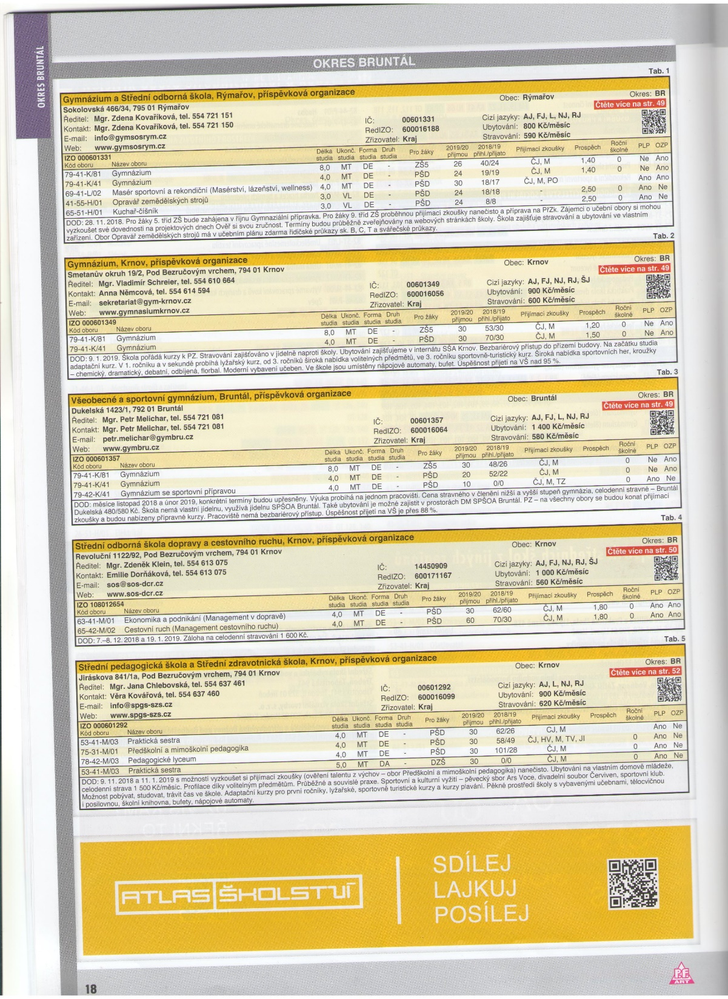 OKRES BRUNTÁL
OKRES BRUNTÁL
Tab. 1
Gymnázium a Střední odborná škola, Rýmařov, příspěvková organizace
Sokolovská 466/34, 795 01 Rýmařov
Obec: Rýmařov
Okres: BR
Čtěte více na str. 49
Ředitel: Mgr. Zdena Kovaříková, tel. 554 721 151
Kontakt: Mgr. Zdena Kovaříková, tel. 554 721 150
E-mail: info@gymsosrym.cz
Web: www.gymsosrym.cz
IČ: 00601331
RedIZO: 600016188
Zřizovatel: Kraj
Cizí jazyky: AJ, FJ, L, NJ, RJ
Ubytování: 800 Kč/měsíc
Stravování: 590 Kč/měsíc
IZO 000601331
Kód oboru Název oboru Délka studia Ukonč. studia Forma studia Druh studia Pro žáky 2019/20 přijmou 2018/19 přihl./přijato Přijímací zkoušky Prospěch Roční školné PLP OZP
79-41-K/81 Gymnázium 8,0 MT DE - ZŠ5 26 40/24 ČJ, M 1,40 0 Ne Ano
79-41-K/41 Gymnázium 4,0 MT DE - PŠD 24 19/19 ČJ, M 1,40 0 Ne Ano
69-41-L/02 Masér sportovní a rekondiční (Masérství, lázeňství, wellness) 4,0 MT DE - PŠD 30 18/17 ČJ, M, PO Ano Ano
41-55-H/01 Opravář zemědělských strojů 3,0 VL DE - PŠD 24 18/18 - 2,50 0 Ano Ne
65-51-H/01 Kuchař-číšník 3,0 VL DE - PŠD 24 8/8 - 2,50 0 Ano Ne
DOD: 28. 11. 2018. Pro žáky 5. tříd ZŠ bude zahájena v říjnu Gymnaziální přípravka. Pro žáky 9. tříd ZŠ proběhnou přijímací zkoušky nanečisto a příprava na PřZk. Zájemci o učební obory si mohou
vyzkoušet své dovednosti na projektových dnech Ověř si svou zručnost. Termíny budou průběžně zveřejňovány na webových stránkách školy. Škola zajišťuje stravování a ubytování ve vlastním
zařízení. Obor Opravář zemědělských strojů má v učebním plánu zdarma řidičské průkazy sk. B, C, T a svářečské průkazy.
Tab. 2
Gymnázium, Krnov, příspěvková organizace
Smetanův okruh 19/2, Pod Bezručovým vrchem, 794 01 Krnov
Obec: Krnov
Okres: BR
Čtěte více na str. 49
Ředitel: Mgr. Vladimír Schreier, tel. 554 610 664
Kontakt: Anna Němcová, tel. 554 614 594
E-mail: sekretariat@gym-krnov.cz
Web: www.gymnasiumkrnov.cz
IČ: 00601349
RedIZO: 600016056
Zřizovatel: Kraj
Cizí jazyky: AJ, FJ, NJ, RJ, ŠJ
Ubytování: 900 Kč/měsíc
Stravování: 600 Kč/měsíc
IZO 000601349
Kód oboru Název oboru Délka studia Ukonč. studia Forma studia Druh studia Pro žáky 2019/20 přijmou 2018/19 přihl./přijato Přijímací zkoušky Prospěch Roční školné PLP OZP
79-41-K/81 Gymnázium 8,0 MT DE - ZŠ5 30 53/30 ČJ, M 1,20 0 Ne Ano
79-41-K/41 Gymnázium 4,0 MT DE - PŠD 30 70/30 ČJ, M 1,50 0 Ne Ano
DOD: 9. 1. 2019. Škola pořádá kurzy k PZ. Stravování zajišťováno v jídelně naproti školy. Ubytování zajišťujeme v internátu SŠA Krnov. Bezbariérový přístup do přízemí budovy. Na začátku studia
adaptační kurz. V 1. ročníku a v sekundě probíhá lyžařský kurz, od 3. ročníků široká nabídka volitelných předmětů, ve 3. ročníku sportovně-turistický kurz. Široká nabídka sportovních her, kroužky
– chemický, dramatický, debatní, odbíjená, florbal. Moderní vybavení učeben. Ve škole jsou umístěny nápojové automaty, bufet. Úspěšnost přijetí na VŠ nad 95 %.
Tab. 3
Všeobecné a sportovní gymnázium, Bruntál, příspěvková organizace
Dukelská 1423/1, 792 01 Bruntál
Obec: Bruntál
Okres: BR
Čtěte více na str. 49
Ředitel: Mgr. Petr Melichar, tel. 554 721 081
Kontakt: Mgr. Petr Melichar, tel. 554 721 081
E-mail: petr.melichar@gymbru.cz
Web: www.gymbru.cz
IČ: 00601357
RedIZO: 600016064
Zřizovatel: Kraj
Cizí jazyky: AJ, FJ, L, NJ, RJ
Ubytování: 1 400 Kč/měsíc
Stravování: 580 Kč/měsíc
IZO 000601357
Kód oboru Název oboru Délka studia Ukonč. studia Forma studia Druh studia Pro žáky 2019/20 přijmou 2018/19 přihl./přijato Přijímací zkoušky Prospěch Roční školné PLP OZP
79-41-K/81 Gymnázium 8,0 MT DE - ZŠ5 30 48/26 ČJ, M 0 Ne Ano
79-41-K/41 Gymnázium 4,0 MT DE - PŠD 20 52/22 ČJ, M 0 Ne Ano
79-42-K/41 Gymnázium se sportovní přípravou 4,0 MT DE - PŠD 10 0/0 ČJ, M, TZ 0 Ano Ne
DOD: měsíce listopad 2018 a únor 2019, konkrétní termíny budou upřesněny. Výuka probíhá na jednom pracovišti. Cena stravného v členění nižší a vyšší stupeň gymnázia, celodenní stravné – Bruntál
Dukelská 480/580 Kč. Škola nemá vlastní jídelnu, využívá jídelnu SPŠOA Bruntál. Také ubytování je možné zajistit v prostorách DM SPŠOA Bruntál. PZ – na všechny obory se budou konat přijímací
zkoušky a budou nabízeny přípravné kurzy. Pracoviště nemá bezbariérový přístup. Úspěšnost přijetí na VŠ je přes 88 %.
Tab. 4
Střední odborná škola dopravy a cestovního ruchu, Krnov, příspěvková organizace
Revoluční 1122/92, Pod Bezručovým vrchem, 794 01 Krnov
Obec: Krnov
Okres: BR
Čtěte více na str. 50
Ředitel: Mgr. Zdeněk Klein, tel. 554 613 075
Kontakt: Emilie Dorňáková, tel. 554 613 075
E-mail: sos@sos-dcr.cz
Web: www.sos-dcr.cz
IČ: 14450909
RedIZO: 600171167
Zřizovatel: Kraj
Cizí jazyky: AJ, FJ, NJ, RJ, ŠJ
Ubytování: 1 000 Kč/měsíc
Stravování: 560 Kč/měsíc
IZO 108012654
Kód oboru Název oboru Délka studia Ukonč. studia Forma studia Druh studia Pro žáky 2019/20 přijmou 2018/19 přihl./přijato Přijímací zkoušky Prospěch Roční školné PLP OZP
63-41-M/01 Ekonomika a podnikání (Management v dopravě) 4,0 MT DE - PŠD 30 62/60 ČJ, M 1,80 0 Ano Ano
65-42-M/02 Cestovní ruch (Management cestovního ruchu) 4,0 MT DE - PŠD 60 70/30 ČJ, M 1,80 0 Ano Ano
DOD: 7.–8. 12. 2018 a 19. 1. 2019. Záloha na celodenní stravování 1 600 Kč.
Tab. 5
Střední pedagogická škola a Střední zdravotnická škola, Krnov, příspěvková organizace
Jiráskova 841/1a, Pod Bezručovým vrchem, 794 01 Krnov
Obec: Krnov
Okres: BR
Čtěte více na str. 52
Ředitel: Mgr. Jana Chlebovská, tel. 554 637 461
Kontakt: Věra Kovářová, tel. 554 637 460
E-mail: info@spgs-szs.cz
Web: www.spgs-szs.cz
IČ: 00601292
RedIZO: 600016099
Zřizovatel: Kraj
Cizí jazyky: AJ, L, NJ, RJ
Ubytování: 900 Kč/měsíc
Stravování: 620 Kč/měsíc
IZO 000601292
Kód oboru Název oboru Délka studia Ukonč. studia Forma studia Druh studia Pro žáky 2019/20 přijmou 2018/19 přihl./přijato Přijímací zkoušky Prospěch Roční školné PLP OZP
53-41-M/03 Praktická sestra 4,0 MT DE - PŠD 30 62/26 ČJ, M Ano Ne
75-31-M/01 Předškolní a mimoškolní pedagogika 4,0 MT DE - PŠD 30 58/49 ČJ, HV, M, TV, JI 0 Ano Ne
78-42-M/03 Pedagogické lyceum 4,0 MT DE - PŠD 30 101/28 ČJ, M 0 Ano Ne
53-41-M/03 Praktická sestra 5,0 MT DA - DZŠ 30 0/0 ČJ, M 0 Ano Ne
DOD: 9. 11. 2018 a 11. 1. 2019 s možností vyzkoušet si přijímací zkoušky (ověření talentu z výchov – obor Předškolní a mimoškolní pedagogika) nanečisto. Ubytování na vlastním domově mládeže,
celodenní strava 1 500 Kč/měsíc. Profilace díky volitelným předmětům. Průběžné a souvislé praxe. Sportovní a kulturní vyžití – pěvecký sbor Ars Voce, divadelní soubor Červiven, sportovní klub.
Možnost pobývat, studovat, trávit čas ve škole. Adaptační kurzy pro první ročníky, lyžařské, sportovně turistické kurzy a kurzy plavání. Pěkné prostředí školy s vybavenými učebnami, tělocvičnou
i posilovnou, školní knihovna, bufety, nápojové automaty.
ATLAS ŠKOLSTVÍ
SDÍLEJ
LAJKUJ
POSÍLEJ
18
P.F.
ART